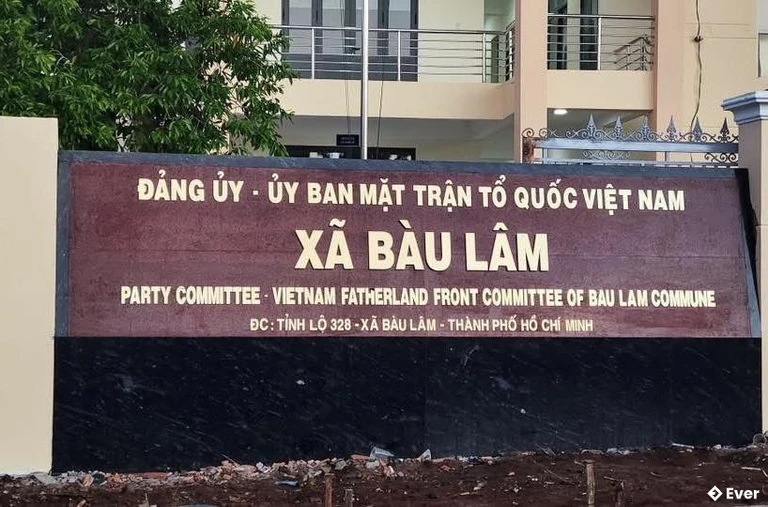 ĐẢNG ỦY - ỦY BAN MẶT TRẬN TỔ QUỐC VIỆT NAM
XÃ BÀU LÂM
PARTY COMMITTEE - VIETNAM FATHERLAND FRONT COMMITTEE OF BAU LAM COMMUNE
ĐC: TỈNH LỘ 328 - XÃ BÀU LÂM - THÀNH PHỐ HỒ CHÍ MINH
Ever